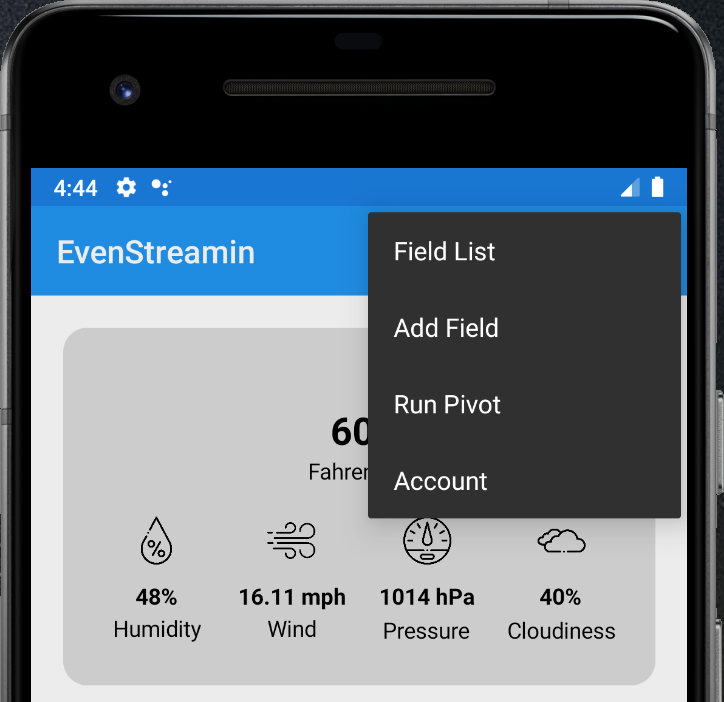 4:44
EvenStreamin
Field List
Add Field
Run Pivot
Account
60
Fahrer
48% 16.11 mph 1014 hPa 40%
Humidity Wind Pressure Cloudiness